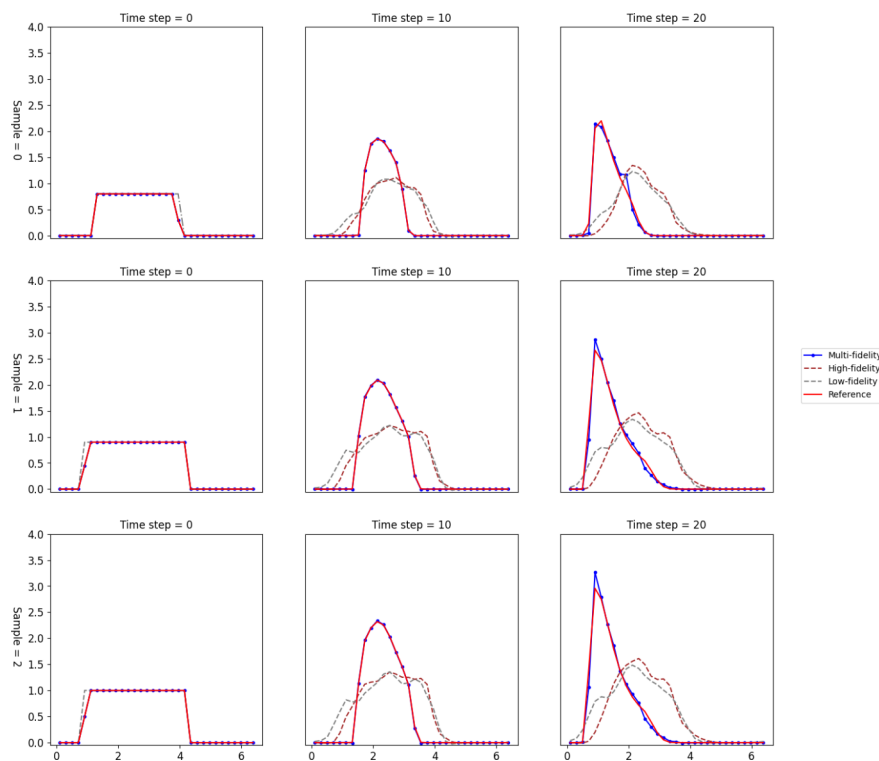 Time step = 0
Time step = 10
Time step = 20
Sample = 0
4.0
3.5
3.0
2.5
2.0
1.5
1.0
0.5
0.0
Time step = 0
Time step = 10
Time step = 20
Sample = 1
4.0
3.5
3.0
2.5
2.0
1.5
1.0
0.5
0.0
Multi-fidelity
High-fidelity
Low-fidelity
Reference
Time step = 0
Time step = 10
Time step = 20
Sample = 2
4.0
3.5
3.0
2.5
2.0
1.5
1.0
0.5
0.0
0 2 4 6
0 2 4 6
0 2 4 6